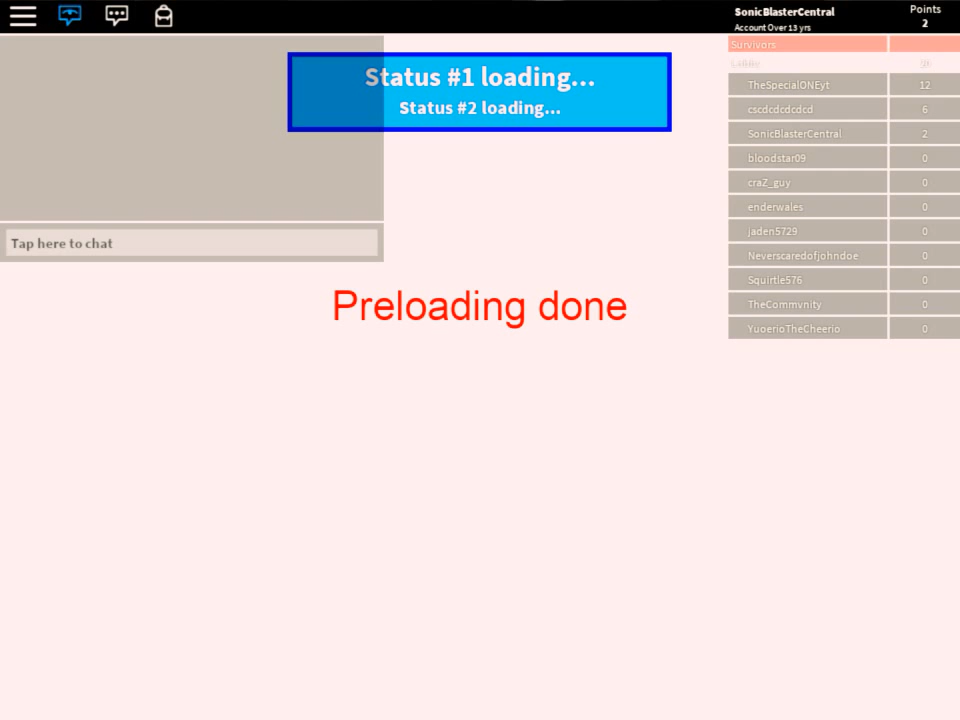 SonicBlasterCentral
Account Over 13 yrs
Points
2
Status #1 loading...
Status #2 loading...
Tap here to chat
Preloading done
Survivors
Lobby 20
TheSpecialONEyt 12
cscdcdcdcdcd 6
SonicBlasterCentral 2
bloodstar09 0
craZ_guy 0
enderwales 0
jaden5729 0
Neverscaredofjohndoe 0
Squirtle576 0
TheCommvnity 0
YuoerioTheCheerio 0